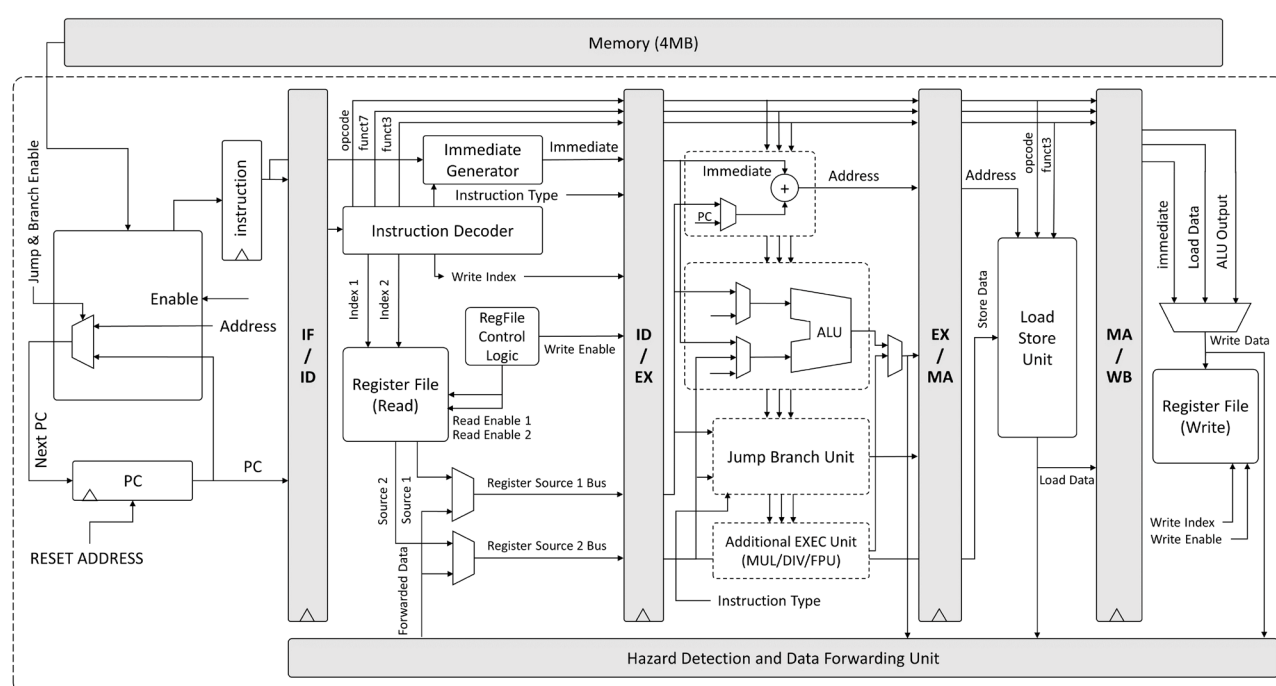 Memory (4MB)
Jump & Branch Enable
instruction
Enable
Address
Next PC
PC
PC
RESET ADDRESS
IF
/
ID
opcode
funct7
funct3
Immediate
Generator
Immediate
Instruction Type
Instruction Decoder
Write Index
Index 1
Index 2
RegFile
Control
Logic
Write Enable
Register File
(Read)
Read Enable 1
Read Enable 2
Source 2
Source 1
Register Source 1 Bus
Register Source 2 Bus
Forwarded Data
ID
/
EX
Immediate
+
PC
Address
ALU
Jump Branch Unit
Additional EXEC Unit
(MUL/DIV/FPU)
Instruction Type
EX
/
MA
Address
opcode
funct3
Store Data
Load
Store
Unit
Load Data
MA
/
WB
immediate
Load Data
ALU Output
Write Data
Register File
(Write)
Write Index
Write Enable
Hazard Detection and Data Forwarding Unit